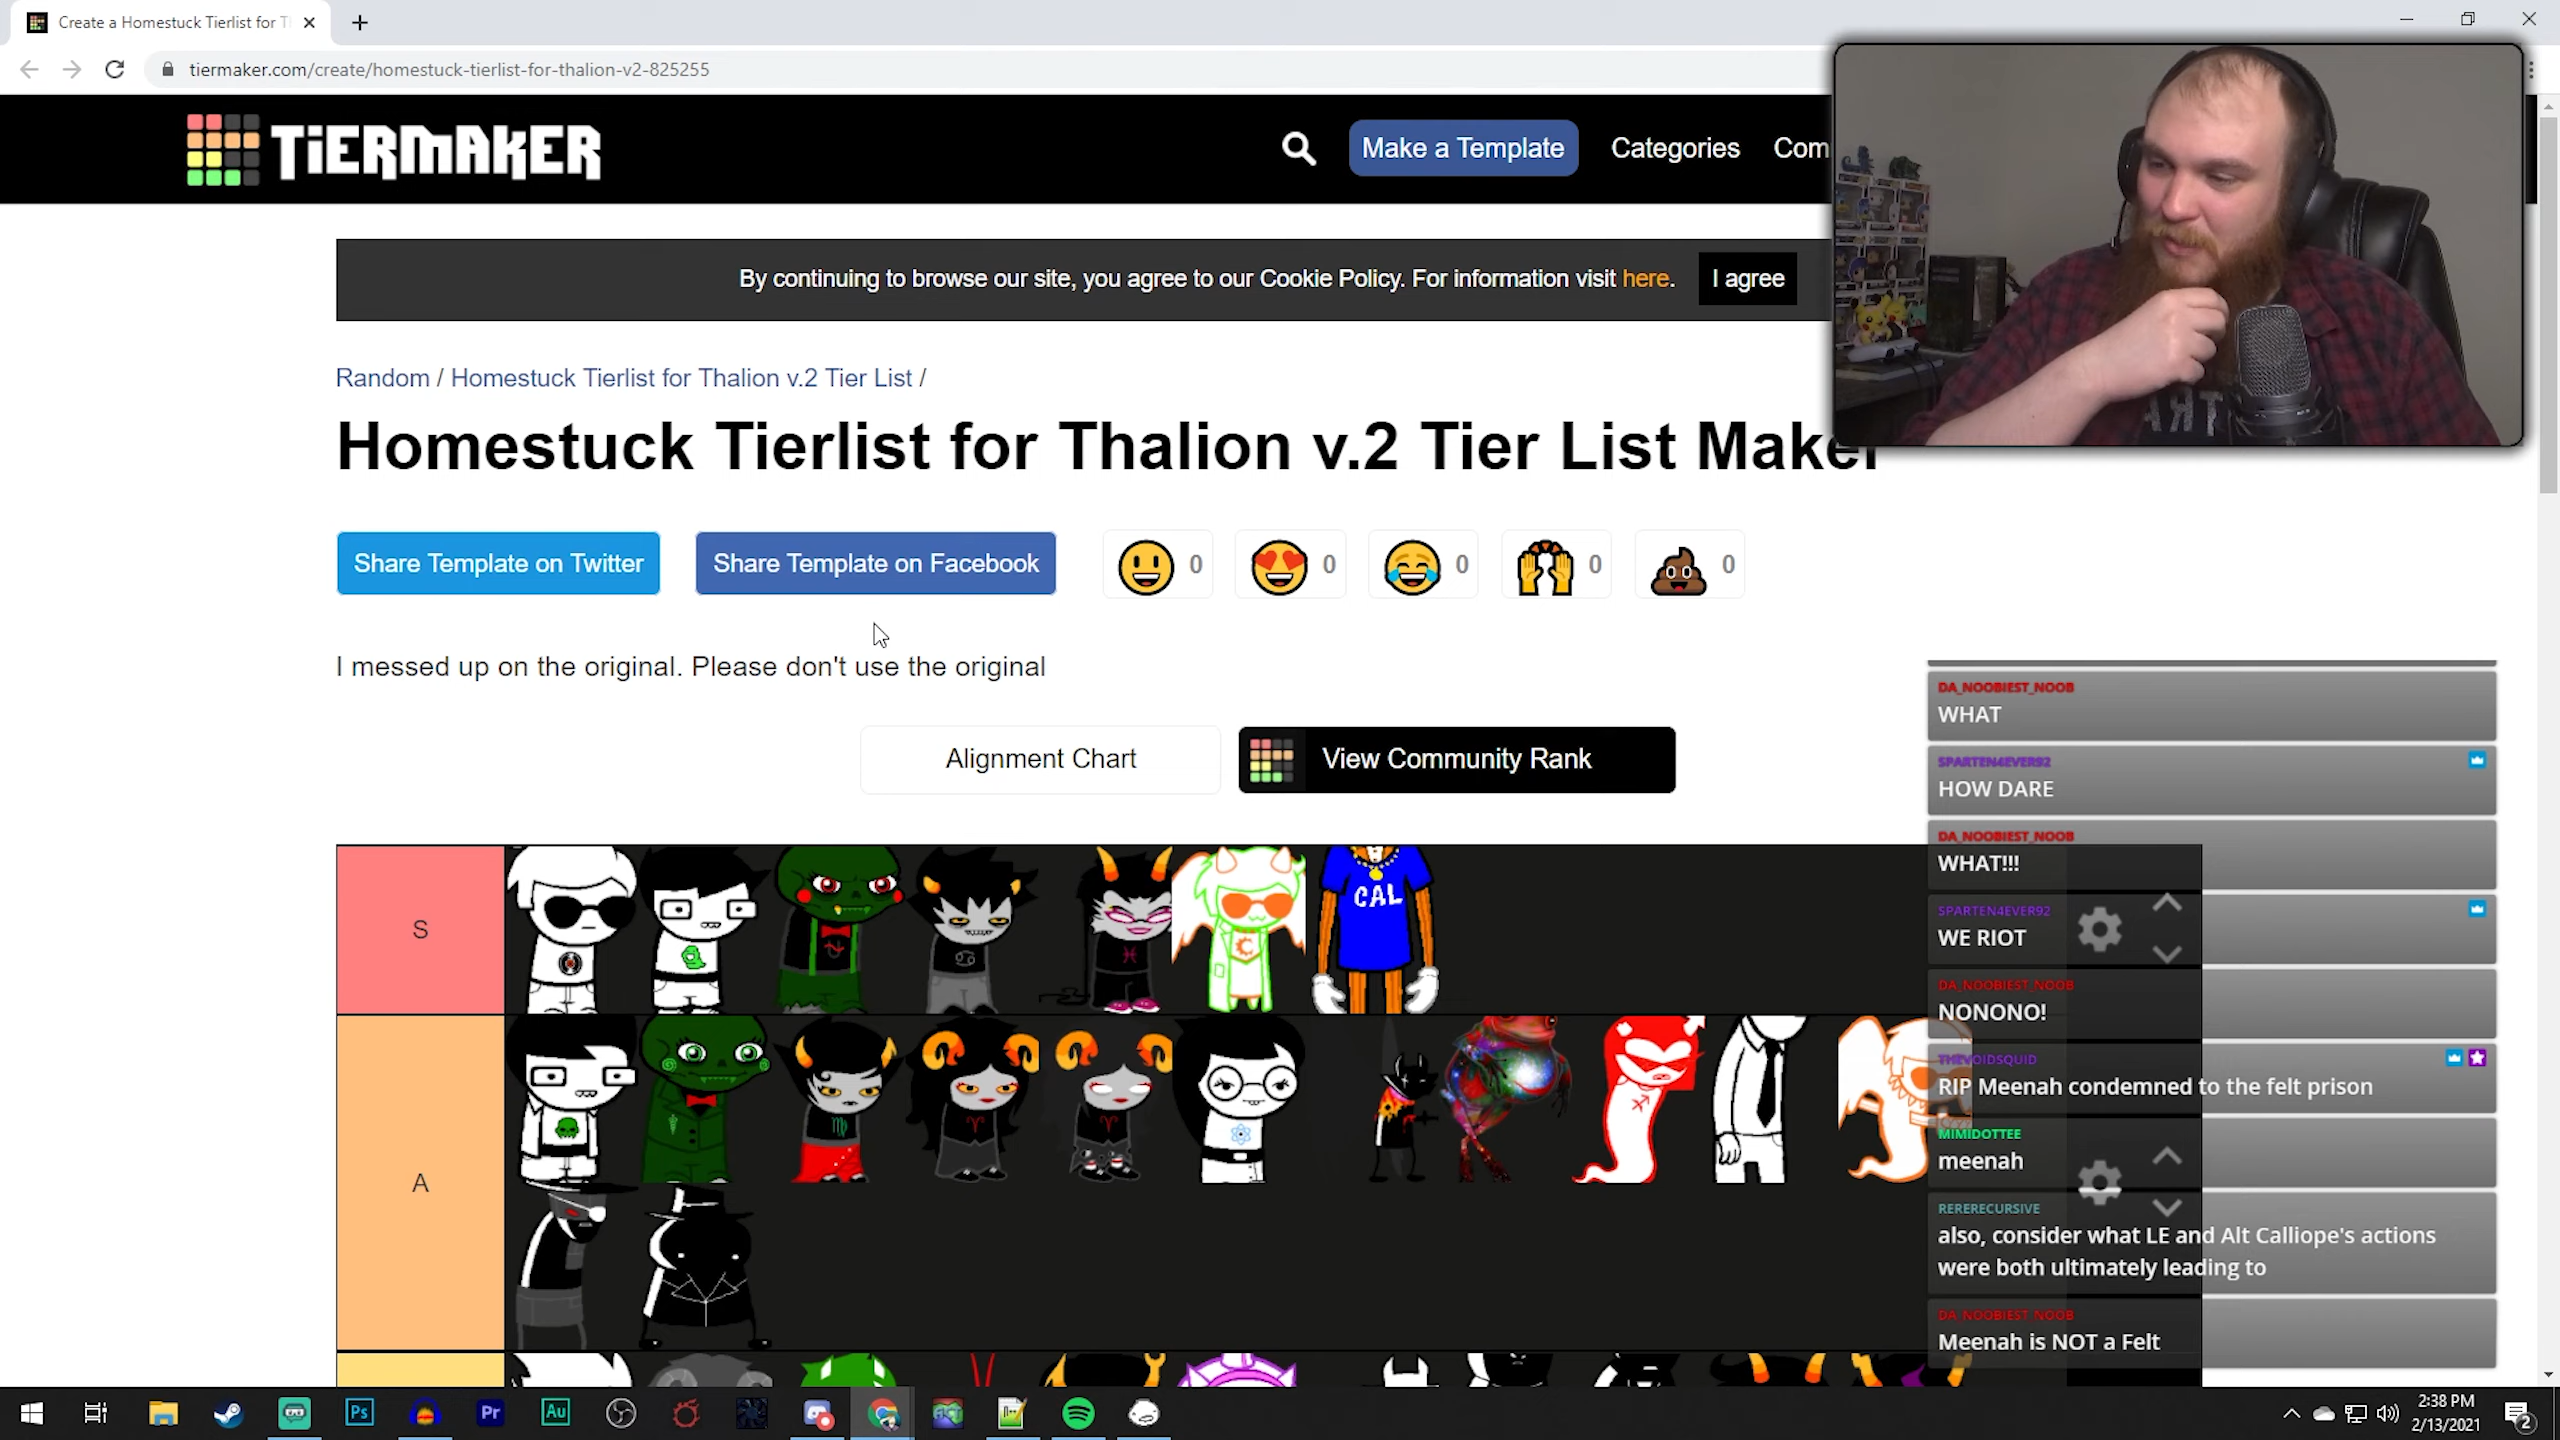 Create a Homestuck Tierlist for T
tiermaker.com/create/homestuck-tierlist-for-thalion-v2-825255
TiERMAKER
Make a Template
Categories
Com
By continuing to browse our site, you agree to our Cookie Policy. For information visit here.
I agree
Random / Homestuck Tierlist for Thalion v.2 Tier List /
Homestuck Tierlist for Thalion v.2 Tier List Maker
Share Template on Twitter
Share Template on Facebook
0
0
0
0
0
I messed up on the original. Please don't use the original
Alignment Chart
View Community Rank
S
CAL
A
DA_NOOBIEST_NOOB
WHAT
SPARTEN4EVER92
HOW DARE
DA_NOOBIEST_NOOB
WHAT!!!
SPARTEN4EVER92
WE RIOT
DA_NOOBIEST_NOOB
NONONO!
THEVOIDSQUID
RIP Meenah condemned to the felt prison
MIMIDOTTEE
meenah
RERERECURSIVE
also, consider what LE and Alt Calliope's actions
were both ultimately leading to
DA_NOOBIEST_NOOB
Meenah is NOT a Felt
Ps
Pr
Au
2:38 PM
2/13/2021
2